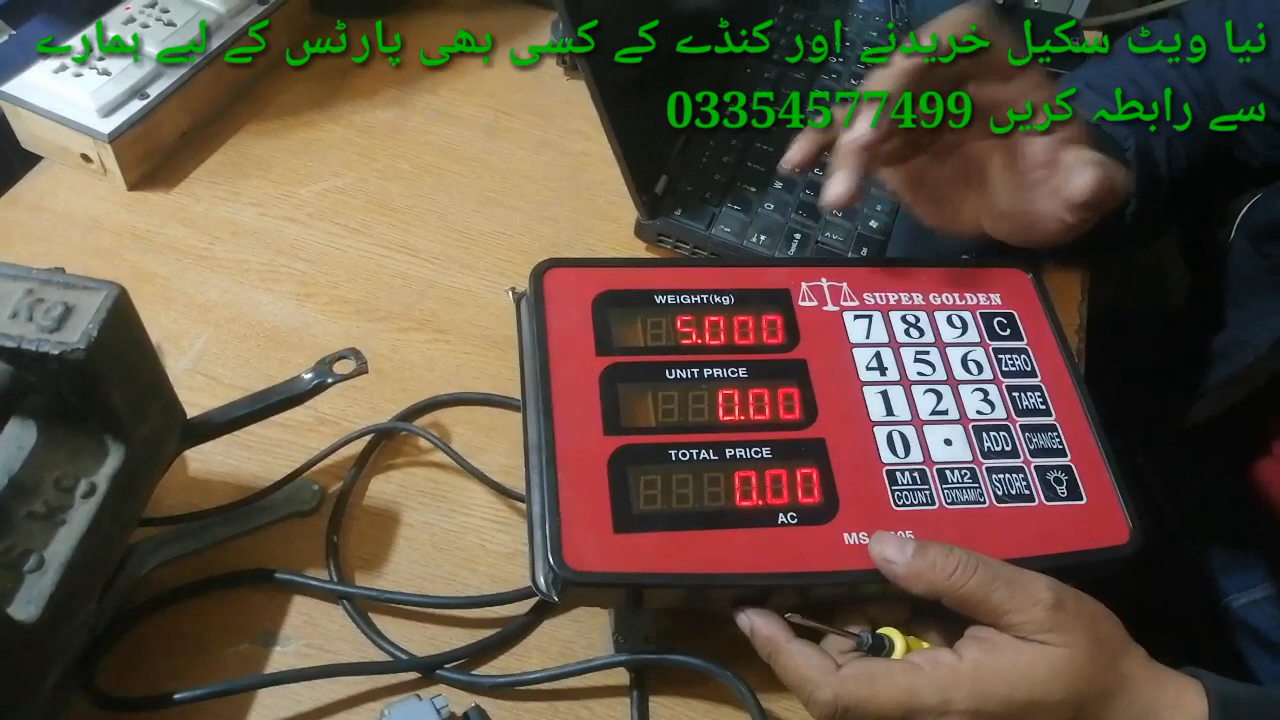 نیا ویٹ سکیل خریدنے اور کنڈے کے کسی بھی پارٹس کے لیے ہمارے
سے رابطہ کریں 03354577499
kg
WEIGHT(kg)
5.000
UNIT PRICE
0.00
TOTAL PRICE
0.00
AC
SUPER GOLDEN
7 8 9 C
4 5 6 ZERO
1 2 3 TARE
0 . ADD CHANGE
M1 COUNT M2 DYNAMIC STORE
MS